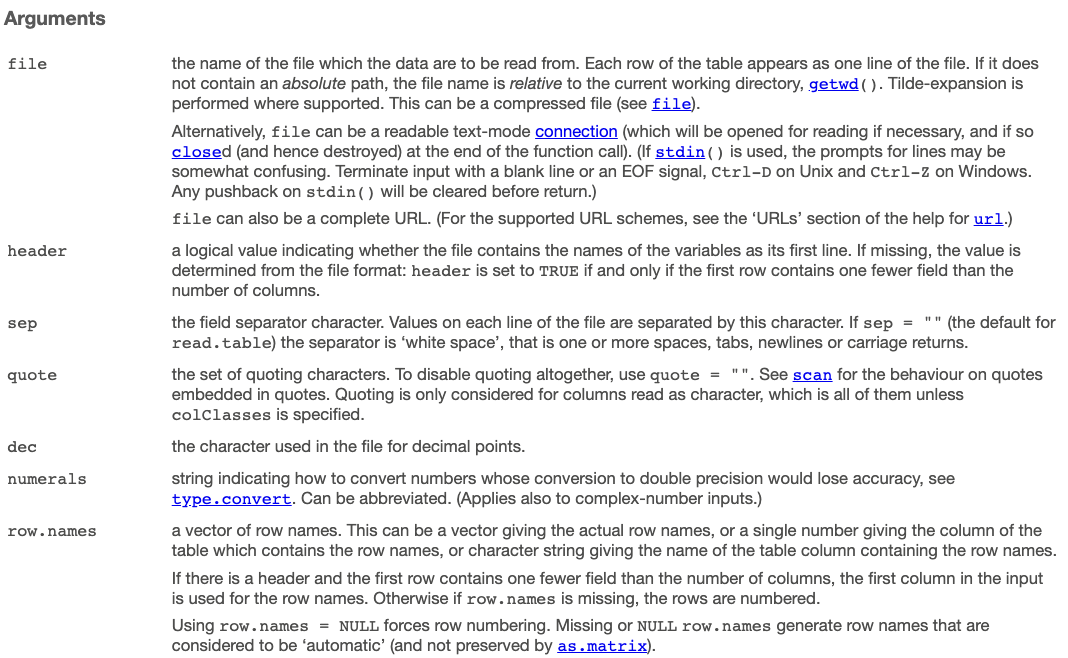 Arguments
file the name of the file which the data are to be read from. Each row of the table appears as one line of the file. If it does
not contain an absolute path, the file name is relative to the current working directory, getwd(). Tilde-expansion is
performed where supported. This can be a compressed file (see file).
Alternatively, file can be a readable text-mode connection (which will be opened for reading if necessary, and if so
closed (and hence destroyed) at the end of the function call). (If stdin() is used, the prompts for lines may be
somewhat confusing. Terminate input with a blank line or an EOF signal, Ctrl-D on Unix and Ctrl-Z on Windows.
Any pushback on stdin() will be cleared before return.)
file can also be a complete URL. (For the supported URL schemes, see the ‘URLs’ section of the help for url.)
header a logical value indicating whether the file contains the names of the variables as its first line. If missing, the value is
determined from the file format: header is set to TRUE if and only if the first row contains one fewer field than the
number of columns.
sep the field separator character. Values on each line of the file are separated by this character. If sep = "" (the default for
read.table) the separator is ‘white space’, that is one or more spaces, tabs, newlines or carriage returns.
quote the set of quoting characters. To disable quoting altogether, use quote = "". See scan for the behaviour on quotes
embedded in quotes. Quoting is only considered for columns read as character, which is all of them unless
colClasses is specified.
dec the character used in the file for decimal points.
numerals string indicating how to convert numbers whose conversion to double precision would lose accuracy, see
type.convert. Can be abbreviated. (Applies also to complex-number inputs.)
row.names a vector of row names. This can be a vector giving the actual row names, or a single number giving the column of the
table which contains the row names, or character string giving the name of the table column containing the row names.
If there is a header and the first row contains one fewer field than the number of columns, the first column in the input
is used for the row names. Otherwise if row.names is missing, the rows are numbered.
Using row.names = NULL forces row numbering. Missing or NULL row.names generate row names that are
considered to be ‘automatic’ (and not preserved by as.matrix).